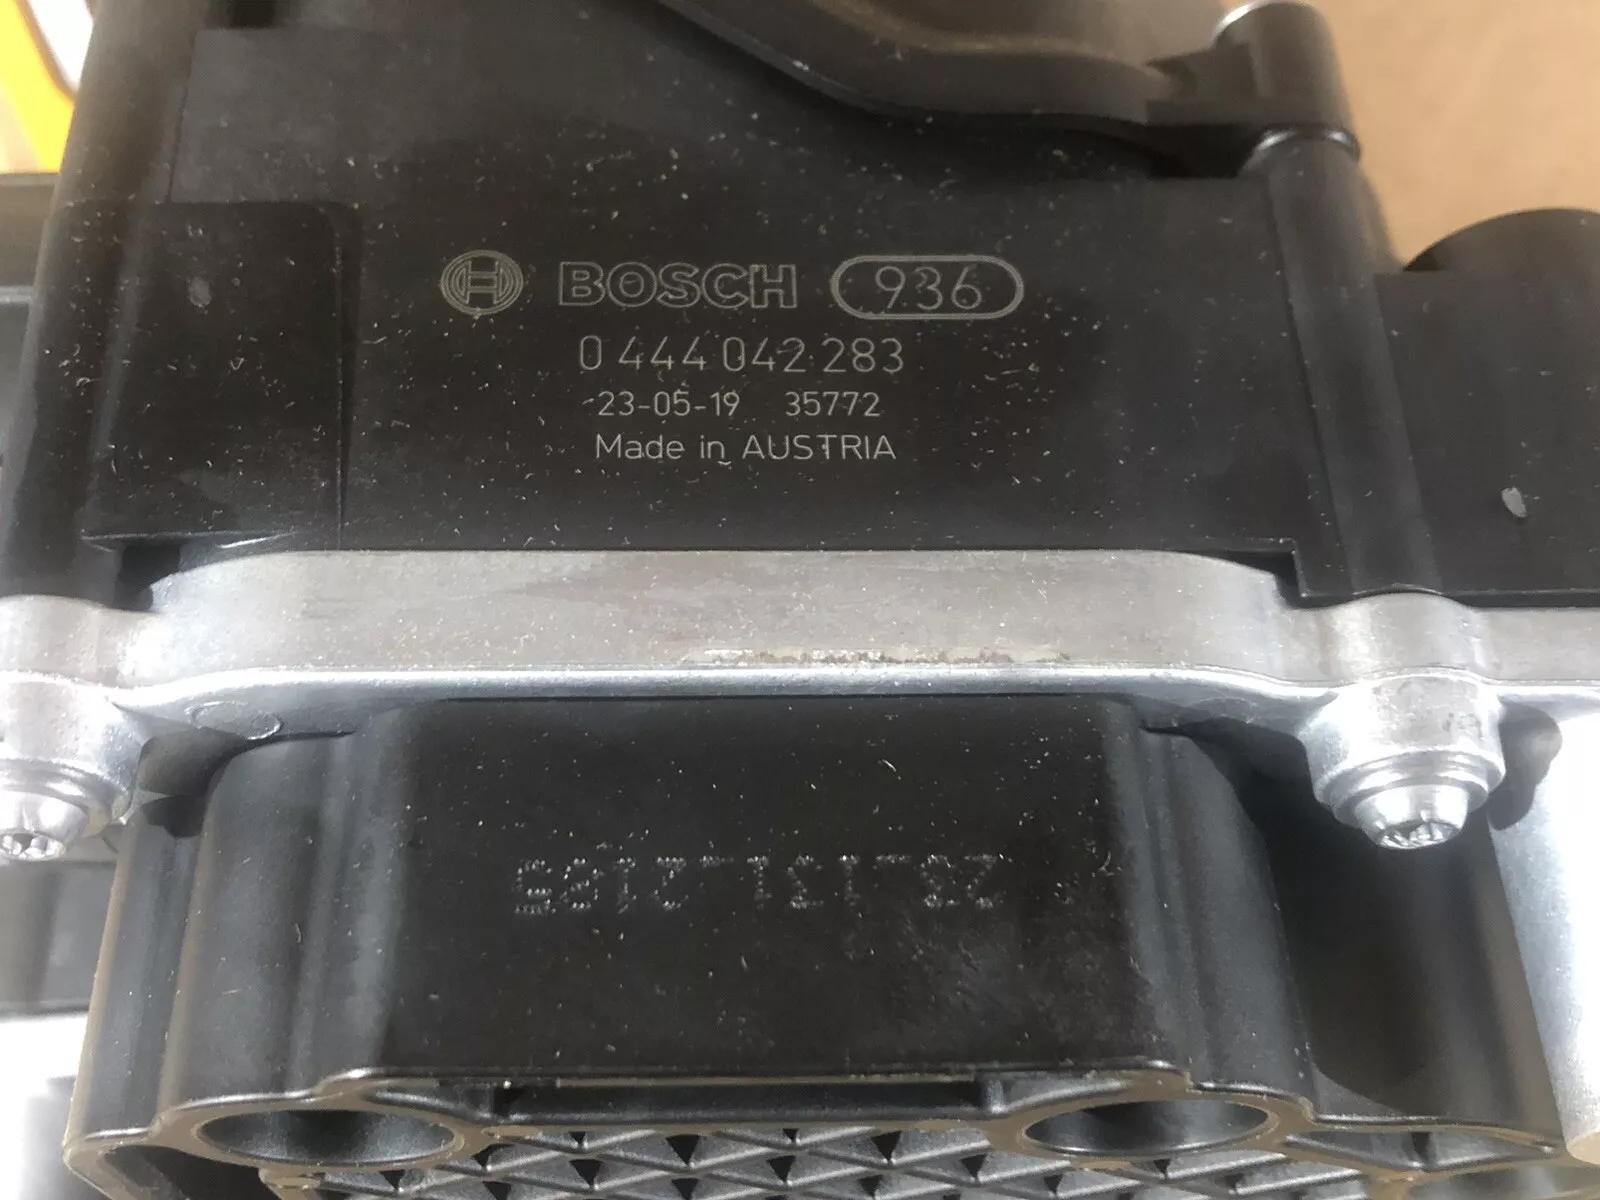 BOSCH 936
0 444 042 283
23-05-19 35772
Made in AUSTRIA